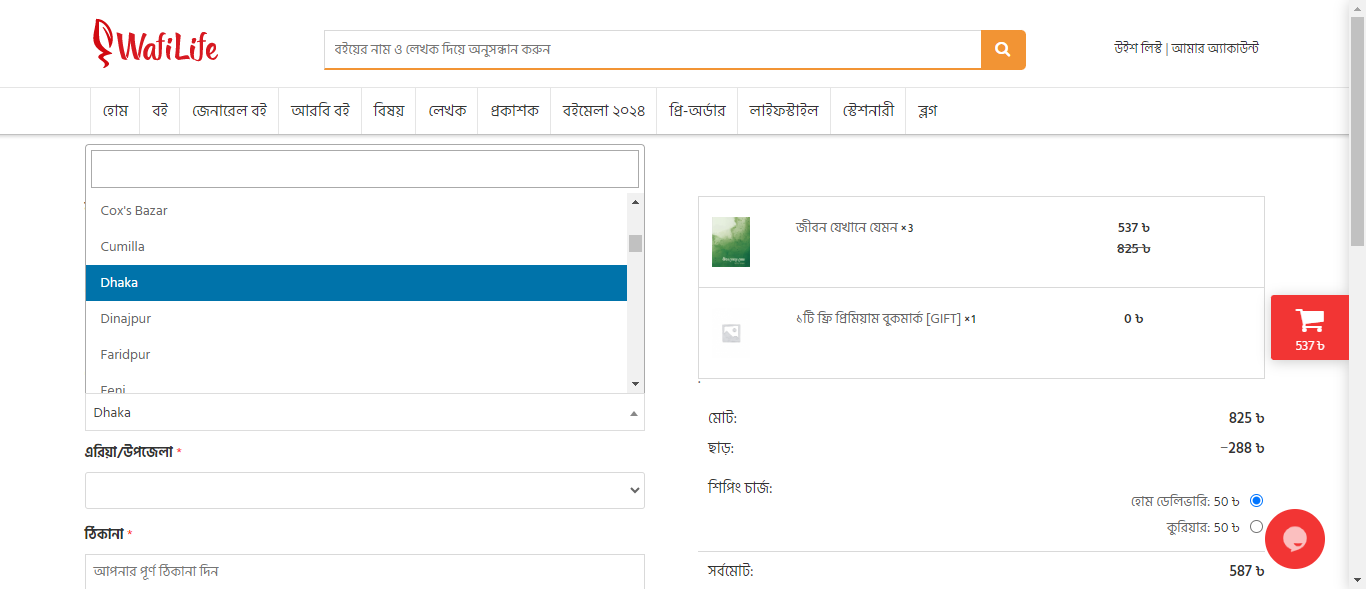 WafiLife
বইয়ের নাম ও লেখক দিয়ে অনুসন্ধান করুন
উইশ লিস্ট | আমার অ্যাকাউন্ট
হোম
বই
জেনারেল বই
আরবি বই
বিষয়
লেখক
প্রকাশক
বইমেলা ২০২৪
প্রি-অর্ডার
লাইফস্টাইল
স্টেশনারী
ব্লগ
Cox's Bazar
Cumilla
Dhaka
Dinajpur
Faridpur
Feni
Dhaka
এরিয়া/উপজেলা *
ঠিকানা *
আপনার পূর্ণ ঠিকানা দিন
জীবন যেখানে যেমন × 3
537 ৳
825 ৳
১টি ফ্রি প্রিমিয়াম বুকমার্ক [GIFT] × 1
0 ৳
537 ৳
মোট:
825 ৳
ছাড়:
−288 ৳
শিপিং চার্জ:
হোম ডেলিভারি: 50 ৳
কুরিয়ার: 50 ৳
সর্বমোট:
587 ৳